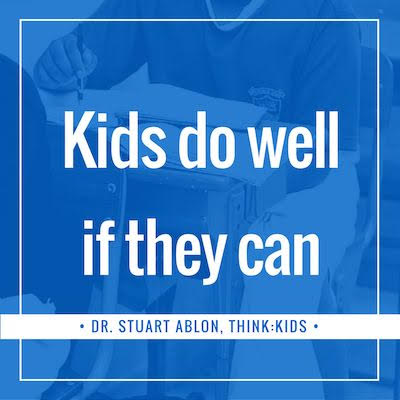 Kids do well
if they can
• DR. STUART ABLON, THINK:KIDS •